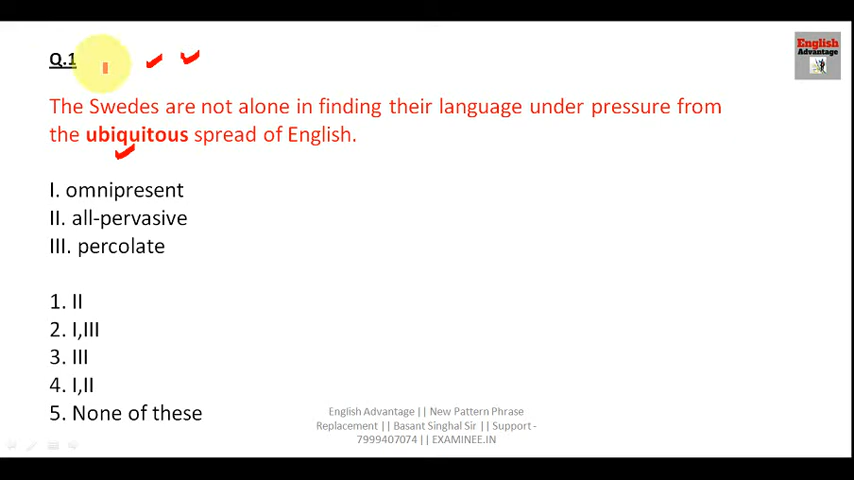 Q.1
English
Advantage
The Swedes are not alone in finding their language under pressure from
the ubiquitous spread of English.
I. omnipresent
II. all-pervasive
III. percolate
1. II
2. I,III
3. III
4. I,II
5. None of these
English Advantage || New Pattern Phrase
Replacement || Basant Singhal Sir || Support -
7999407074 || EXAMINEE.IN